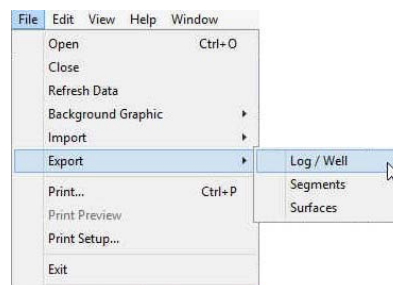 File Edit View Help Window
Open Ctrl+O
Close
Refresh Data
Background Graphic
Import
Export
Log / Well
Segments
Surfaces
Print... Ctrl+P
Print Preview
Print Setup...
Exit